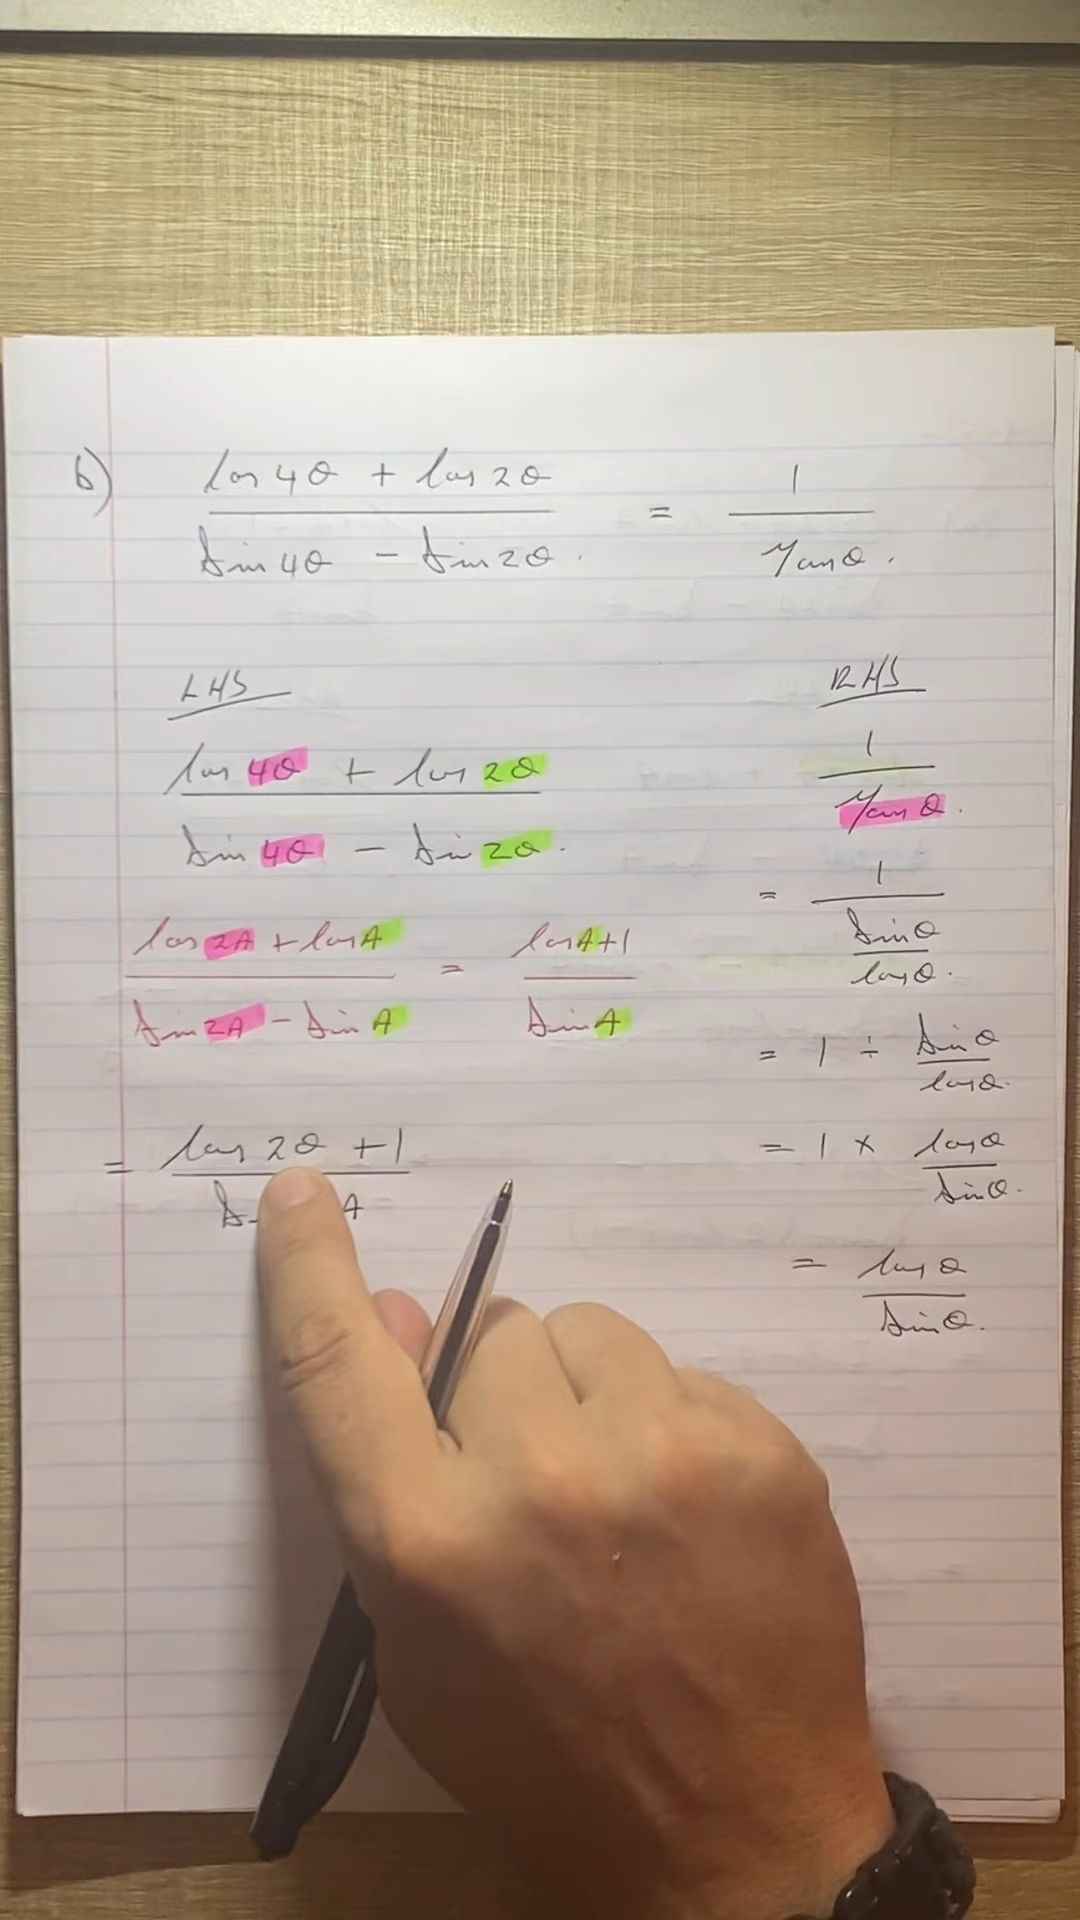 b) cos 4θ + cos 2θ / sin 4θ − sin 2θ = 1 / Tan θ.
LHS
cos 4θ + cos 2θ / sin 4θ − sin 2θ.
cos 2A + cos A / sin 2A − sin A = cos A + 1 / sin A
= cos 2θ + 1
RHS
1 / Tan θ.
= 1 / sin θ / cos θ.
= 1 ÷ sin θ / cos θ.
= 1 × cos θ / sin θ.
= cos θ / sin θ.